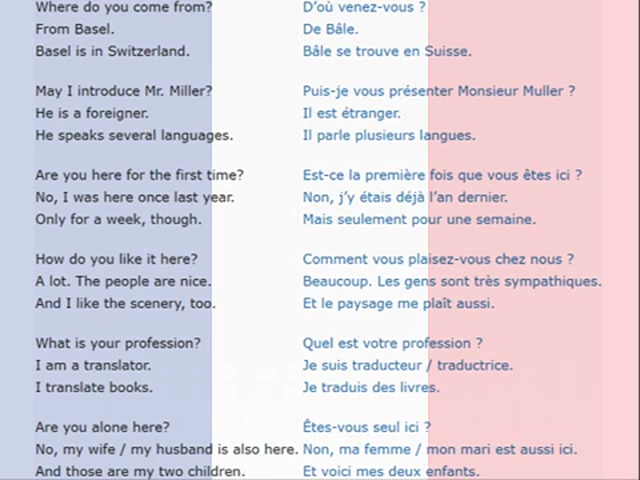 Where do you come from? D'où venez-vous ?
From Basel. De Bâle.
Basel is in Switzerland. Bâle se trouve en Suisse.
May I introduce Mr. Miller? Puis-je vous présenter Monsieur Muller ?
He is a foreigner. Il est étranger.
He speaks several languages. Il parle plusieurs langues.
Are you here for the first time? Est-ce la première fois que vous êtes ici ?
No, I was here once last year. Non, j'y étais déjà l'an dernier.
Only for a week, though. Mais seulement pour une semaine.
How do you like it here? Comment vous plaisez-vous chez nous ?
A lot. The people are nice. Beaucoup. Les gens sont très sympathiques.
And I like the scenery, too. Et le paysage me plaît aussi.
What is your profession? Quel est votre profession ?
I am a translator. Je suis traducteur / traductrice.
I translate books. Je traduis des livres.
Are you alone here? Êtes-vous seul ici ?
No, my wife / my husband is also here. Non, ma femme / mon mari est aussi ici.
And those are my two children. Et voici mes deux enfants.